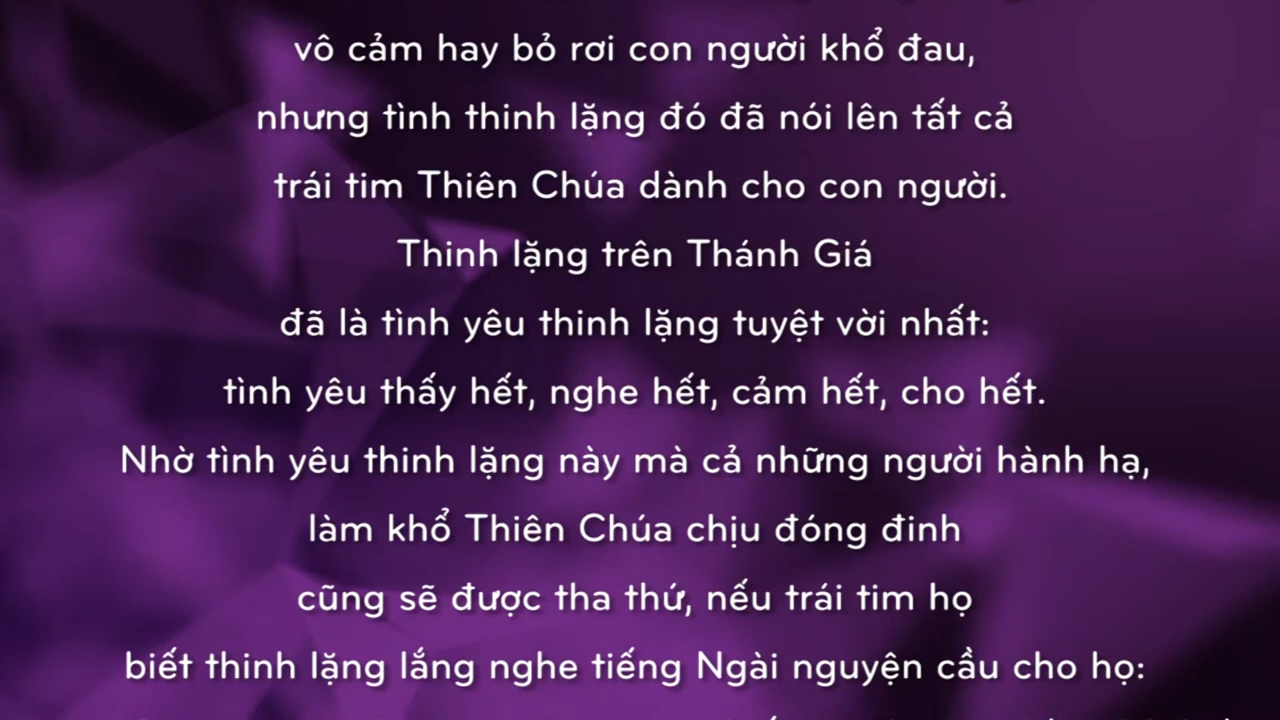 vô cảm hay bỏ rơi con người khổ đau,
nhưng tình thinh lặng đó đã nói lên tất cả
trái tim Thiên Chúa dành cho con người.
Thinh lặng trên Thánh Giá
đã là tình yêu thinh lặng tuyệt vời nhất:
tình yêu thấy hết, nghe hết, cảm hết, cho hết.
Nhờ tình yêu thinh lặng này mà cả những người hành hạ,
làm khổ Thiên Chúa chịu đóng đinh
cũng sẽ được tha thứ, nếu trái tim họ
biết thinh lặng lắng nghe tiếng Ngài nguyện cầu cho họ: